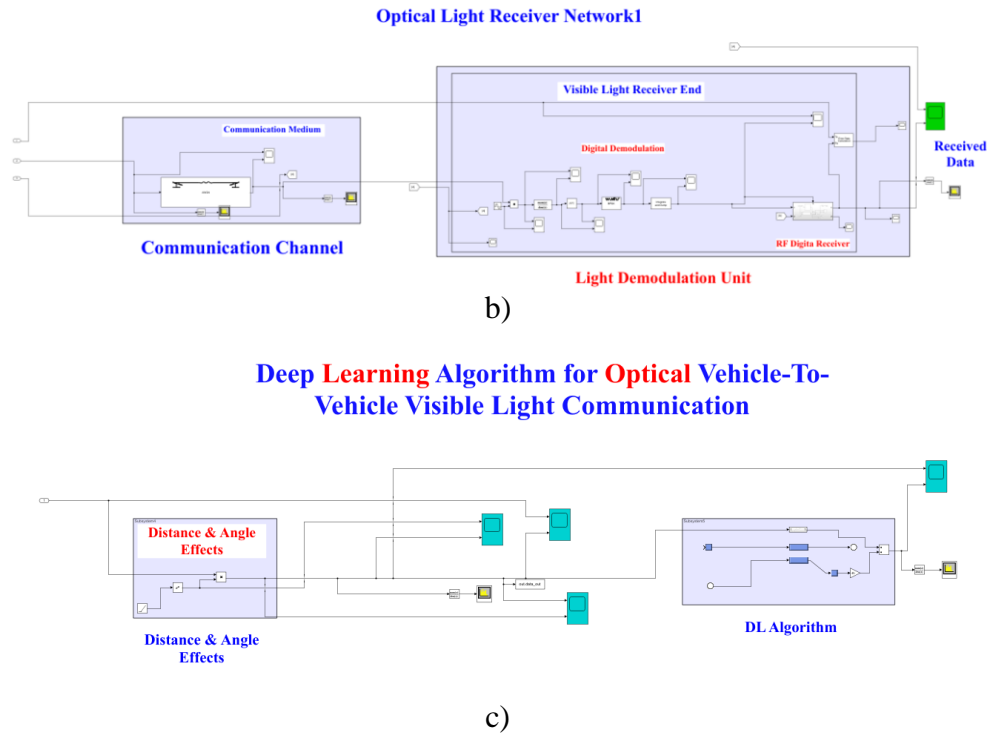 Optical Light Receiver Network1
Visible Light Receiver End
Communication Medium
Digital Demodulation
Received
Data
RF Digita Receiver
Communication Channel
Light Demodulation Unit
b)
Deep Learning Algorithm for Optical Vehicle-To-
Vehicle Visible Light Communication
Distance & Angle
Effects
Distance & Angle
Effects
DL Algorithm
c)